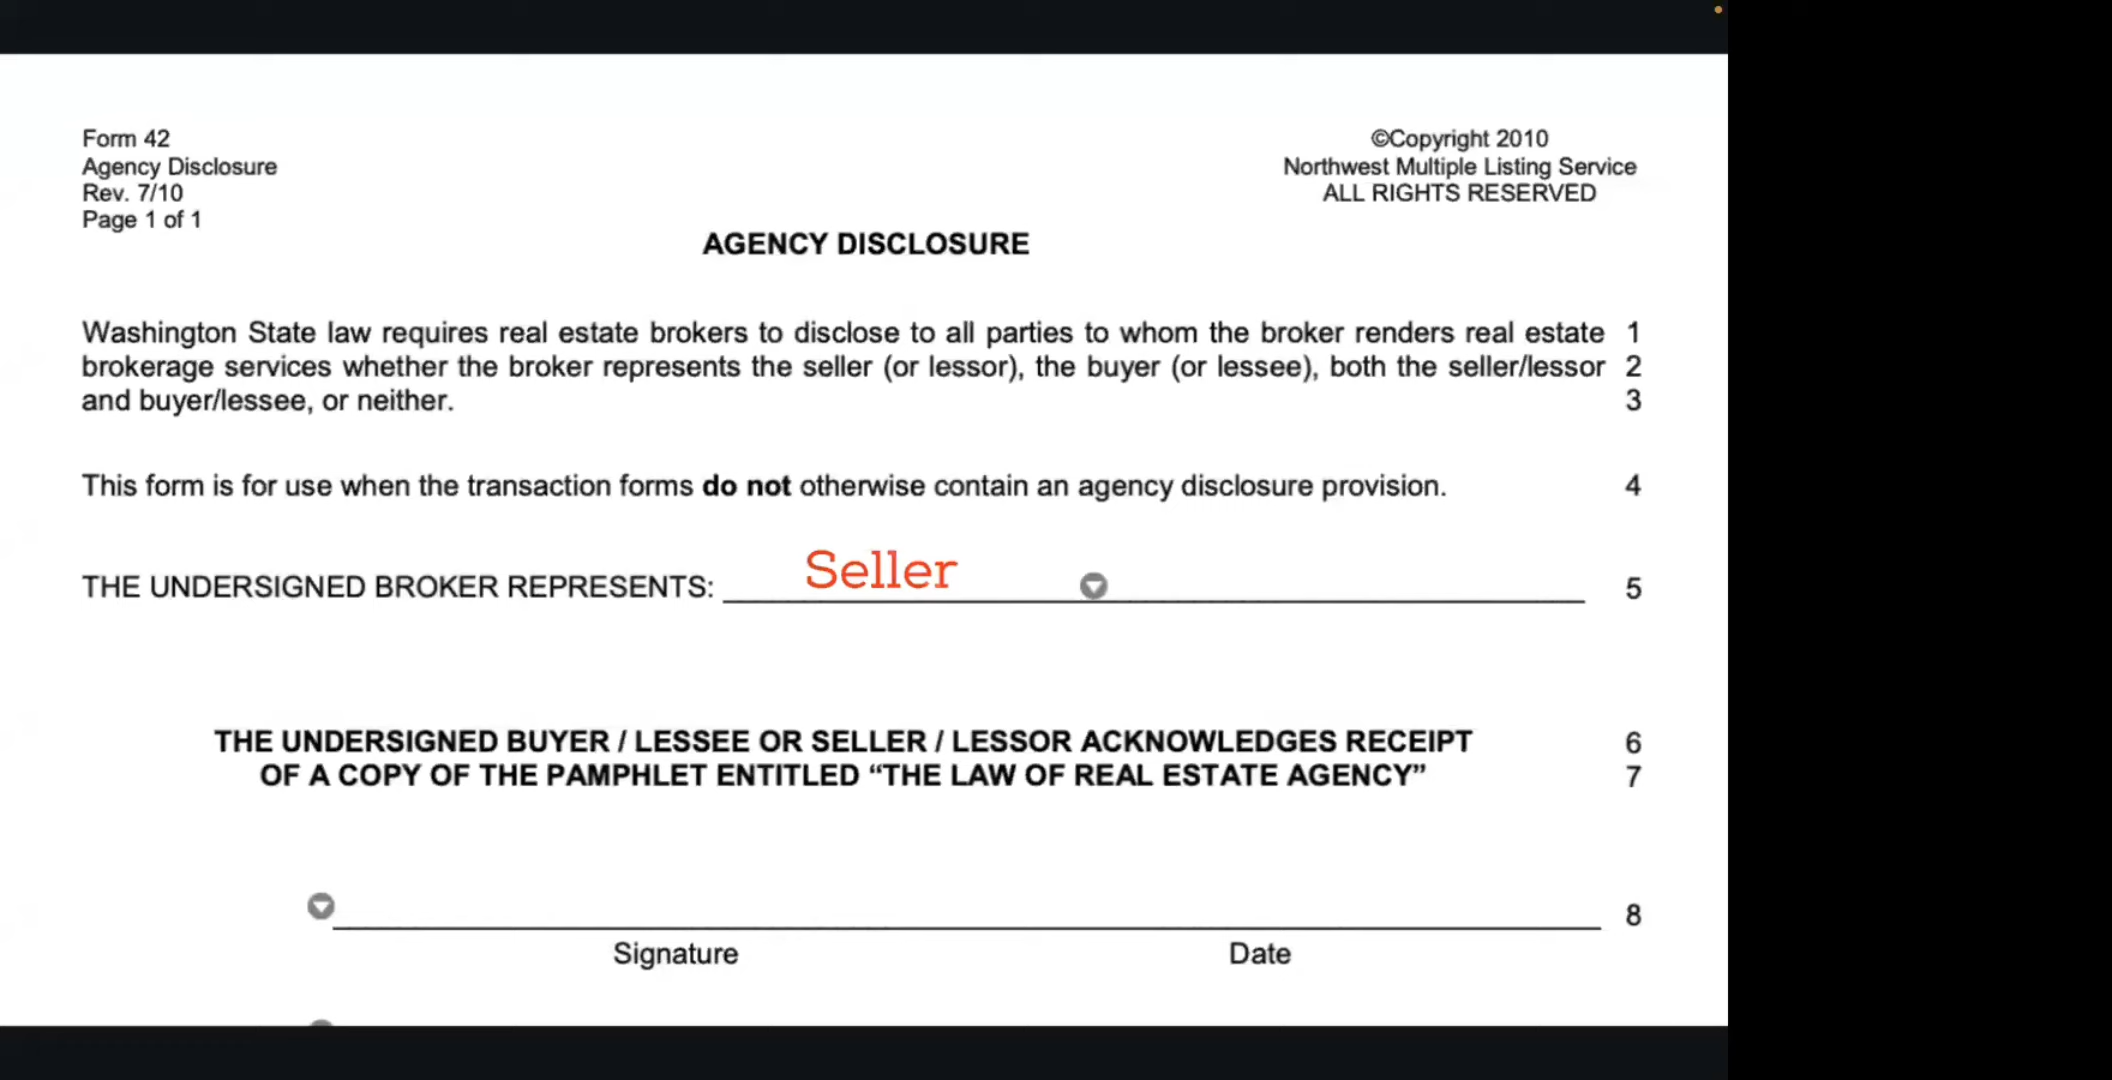 Form 42
Agency Disclosure
Rev. 7/10
Page 1 of 1
©Copyright 2010
Northwest Multiple Listing Service
ALL RIGHTS RESERVED
AGENCY DISCLOSURE
Washington State law requires real estate brokers to disclose to all parties to whom the broker renders real estate 1
brokerage services whether the broker represents the seller (or lessor), the buyer (or lessee), both the seller/lessor 2
and buyer/lessee, or neither. 3
This form is for use when the transaction forms do not otherwise contain an agency disclosure provision. 4
THE UNDERSIGNED BROKER REPRESENTS: Seller 5
THE UNDERSIGNED BUYER / LESSEE OR SELLER / LESSOR ACKNOWLEDGES RECEIPT 6
OF A COPY OF THE PAMPHLET ENTITLED “THE LAW OF REAL ESTATE AGENCY” 7
8
Signature Date